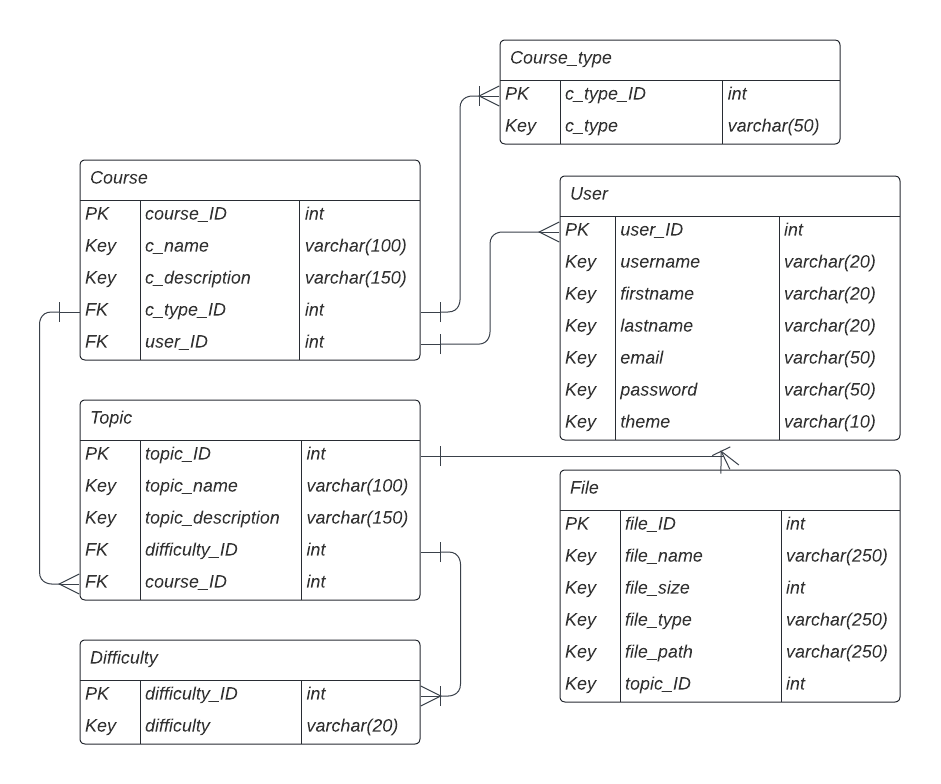 Course_type
PK c_type_ID int
Key c_type varchar(50)
Course
PK course_ID int
Key c_name varchar(100)
Key c_description varchar(150)
FK c_type_ID int
FK user_ID int
User
PK user_ID int
Key username varchar(20)
Key firstname varchar(20)
Key lastname varchar(20)
Key email varchar(50)
Key password varchar(50)
Key theme varchar(10)
Topic
PK topic_ID int
Key topic_name varchar(100)
Key topic_description varchar(150)
FK difficulty_ID int
FK course_ID int
File
PK file_ID int
Key file_name varchar(250)
Key file_size int
Key file_type varchar(250)
Key file_path varchar(250)
Key topic_ID int
Difficulty
PK difficulty_ID int
Key difficulty varchar(20)